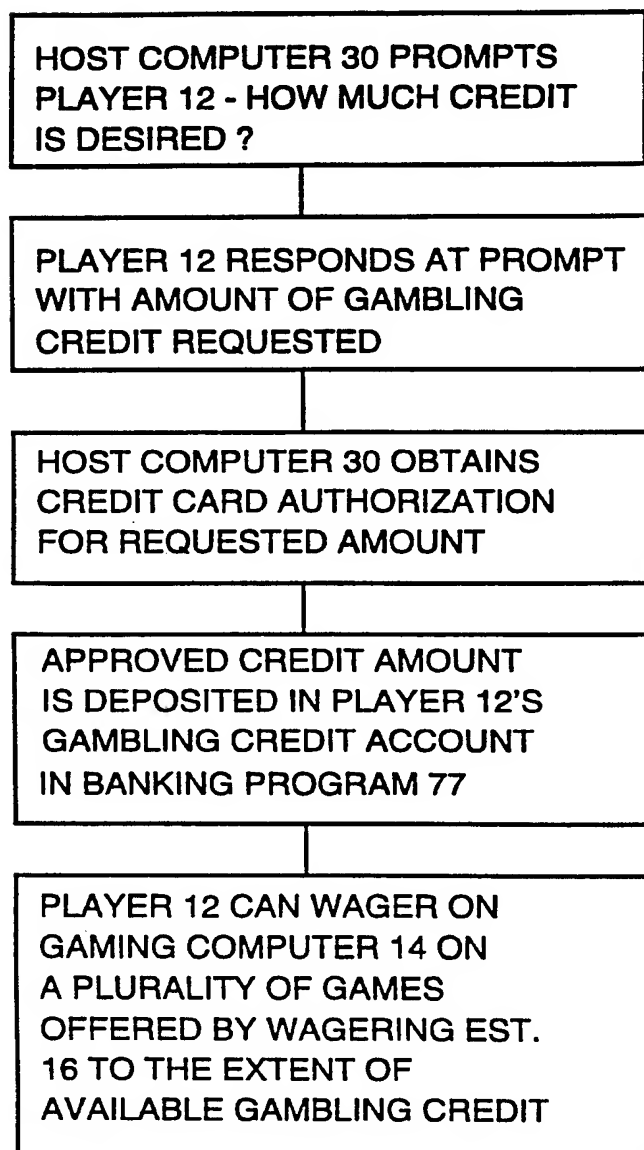 HOST COMPUTER 30 PROMPTS
PLAYER 12 - HOW MUCH CREDIT
IS DESIRED ?
PLAYER 12 RESPONDS AT PROMPT
WITH AMOUNT OF GAMBLING
CREDIT REQUESTED
HOST COMPUTER 30 OBTAINS
CREDIT CARD AUTHORIZATION
FOR REQUESTED AMOUNT
APPROVED CREDIT AMOUNT
IS DEPOSITED IN PLAYER 12'S
GAMBLING CREDIT ACCOUNT
IN BANKING PROGRAM 77
PLAYER 12 CAN WAGER ON
GAMING COMPUTER 14 ON
A PLURALITY OF GAMES
OFFERED BY WAGERING EST.
16 TO THE EXTENT OF
AVAILABLE GAMBLING CREDIT